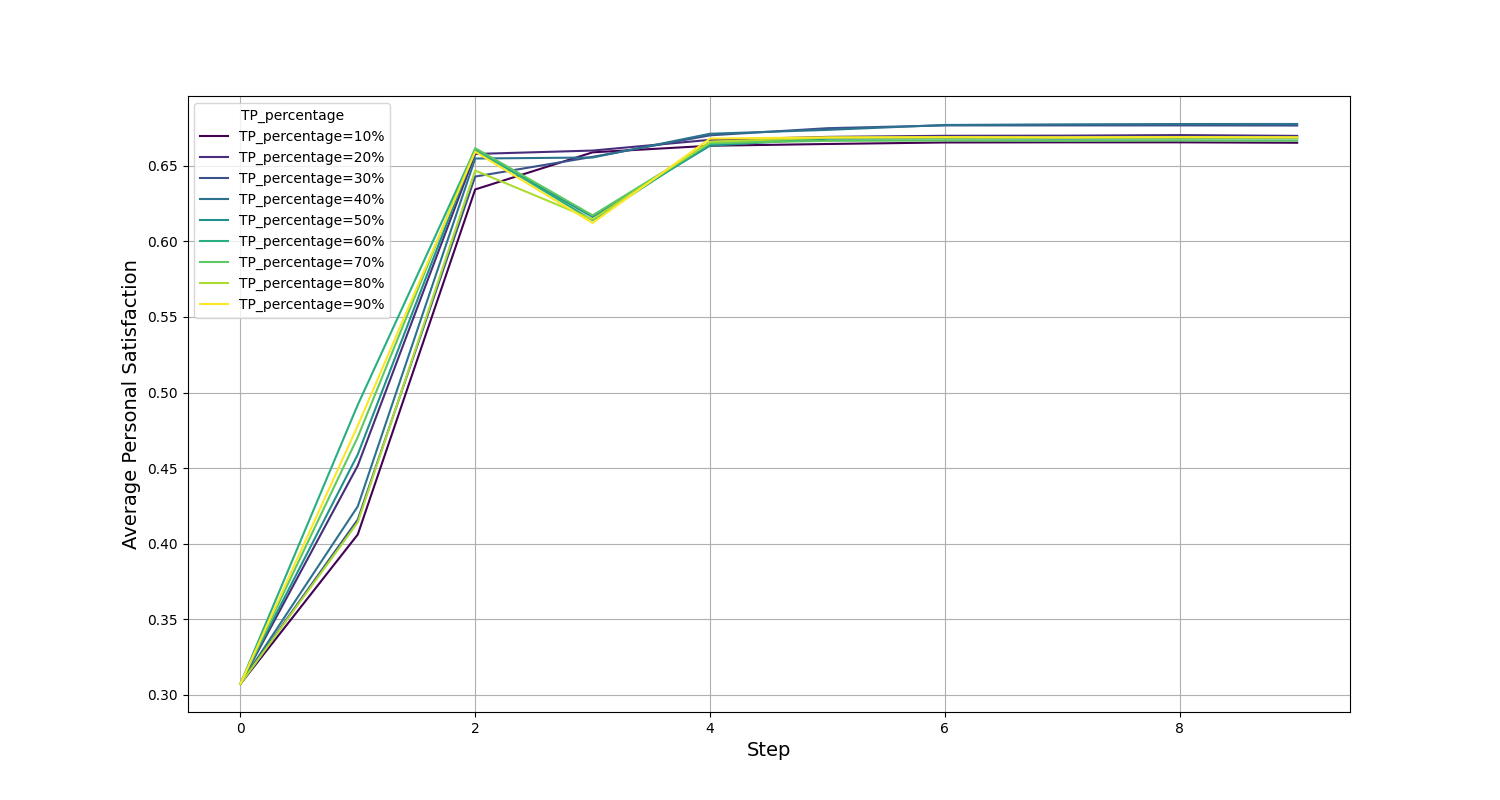 TP_percentage
TP_percentage=10%
TP_percentage=20%
TP_percentage=30%
TP_percentage=40%
TP_percentage=50%
TP_percentage=60%
TP_percentage=70%
TP_percentage=80%
TP_percentage=90%
Average Personal Satisfaction
0.65
0.60
0.55
0.50
0.45
0.40
0.35
0.30
0 2 4 6 8
Step